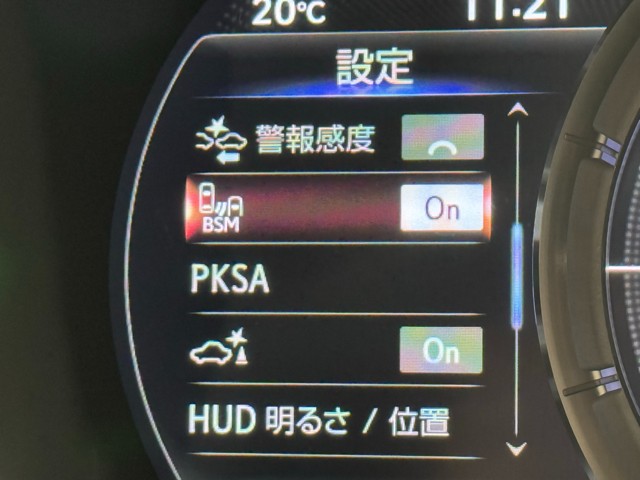 20℃ 11:21
設定
警報感度
BSM On
PKSA
On
HUD 明るさ / 位置